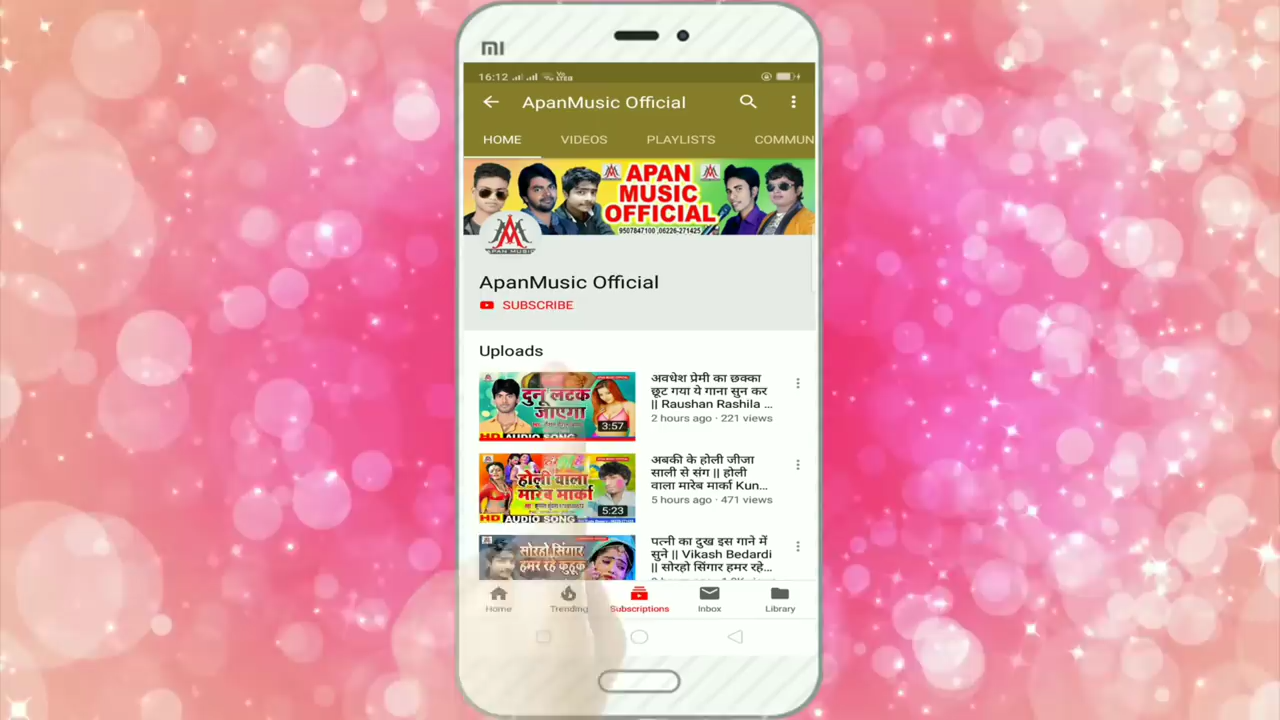 mi
16:12
ApanMusic Official
HOME VIDEOS PLAYLISTS COMMUN
APAN
MUSIC
OFFICIAL
9507847100 ,06226-271425
ApanMusic Official
SUBSCRIBE
Uploads
दुनू लटक
जाएगा
3:57
HD AUDIO SONG
अवधेश प्रेमी का छक्का
छूट गया ये गाना सुन कर
|| Raushan Rashila ...
2 hours ago · 221 views
होली वाला
मारेब मार्का
5:23
HD AUDIO SONG
अबकी के होली जीजा
साली से संग || होली
वाला मारेब मार्का Kun...
5 hours ago · 471 views
सोरहो सिंगार
हमर रहे कुहूक
पत्नी का दुख इस गाने में
सुने || Vikash Bedardi
|| सोरहो सिंगार हमर रहे...
Home Trending Subscriptions Inbox Library